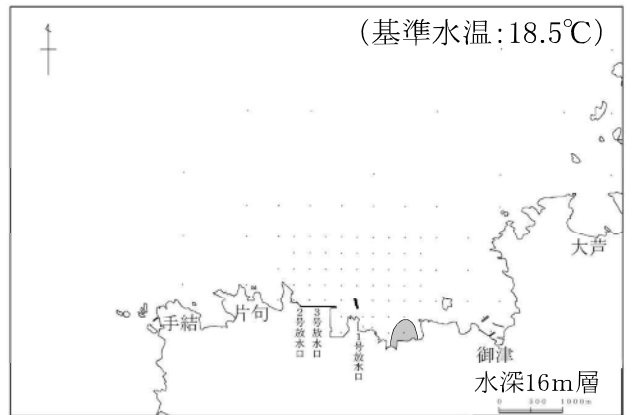 (基準水温:18.5℃)
大芦
手結
片句
2号放水口
3号放水口
1号放水口
御津
水深16m層
0 500 1000m